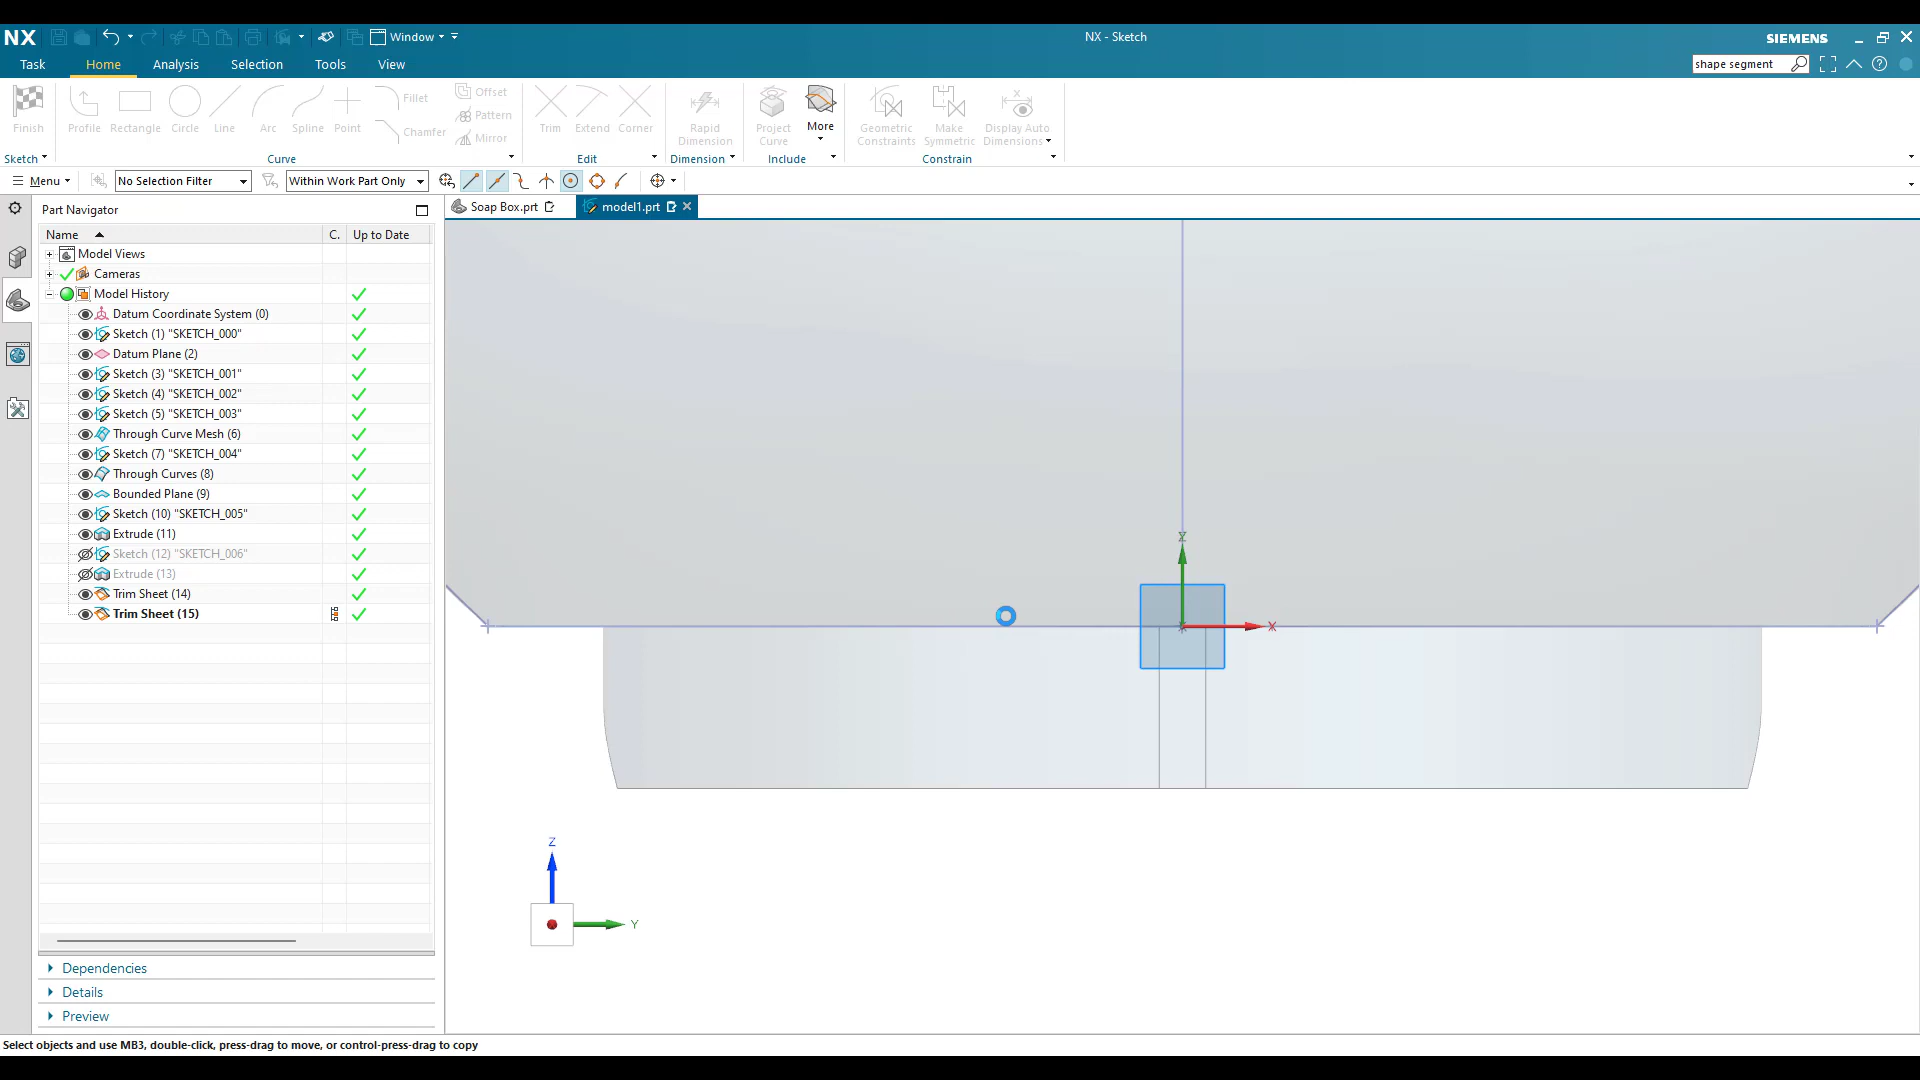 NX Window NX - Sketch SIEMENS
Task Home Analysis Selection Tools View shape segment
Finish Profile Rectangle Circle Line Arc Spline Point Fillet Chamfer Offset Pattern Mirror Trim Extend Corner Rapid Dimension Project Curve More Geometric Constraints Make Symmetric Display Auto Dimensions
Sketch Curve Edit Dimension Include Constrain
Menu No Selection Filter Within Work Part Only
Part Navigator
Soap Box.prt model1.prt
Name C. Up to Date
Model Views
Cameras
Model History
Datum Coordinate System (0)
Sketch (1) "SKETCH_000"
Datum Plane (2)
Sketch (3) "SKETCH_001"
Sketch (4) "SKETCH_002"
Sketch (5) "SKETCH_003"
Through Curve Mesh (6)
Sketch (7) "SKETCH_004"
Through Curves (8)
Bounded Plane (9)
Sketch (10) "SKETCH_005"
Extrude (11)
Sketch (12) "SKETCH_006"
Extrude (13)
Trim Sheet (14)
Trim Sheet (15)
X
Z
Y
Dependencies
Details
Preview
Select objects and use MB3, double-click, press-drag to move, or control-press-drag to copy